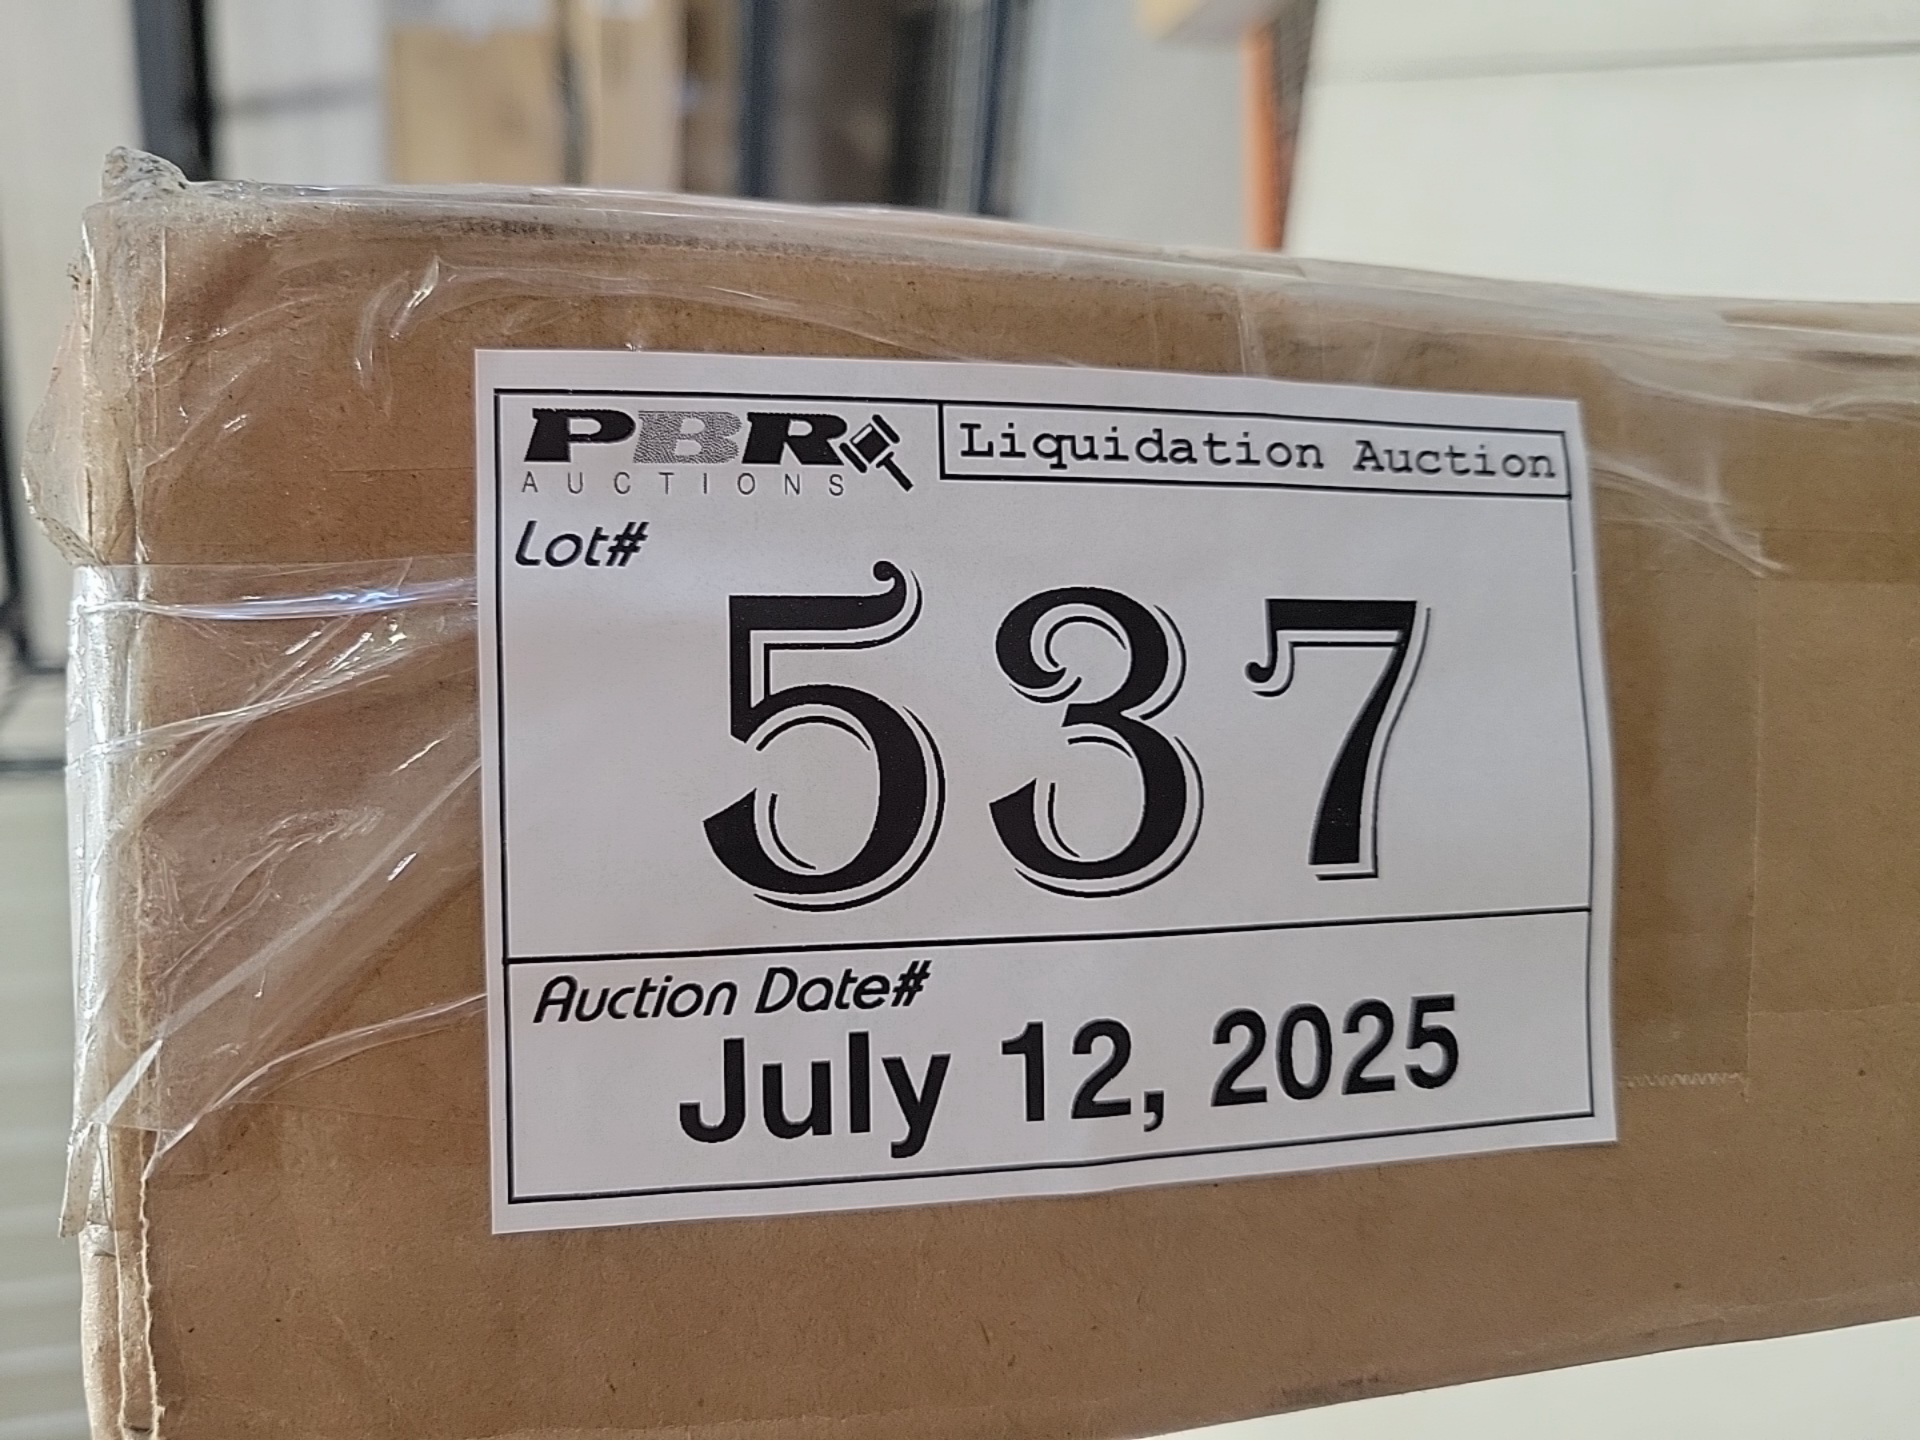 PBR
AUCTIONS
Liquidation Auction
Lot#
537
Auction Date#
July 12, 2025